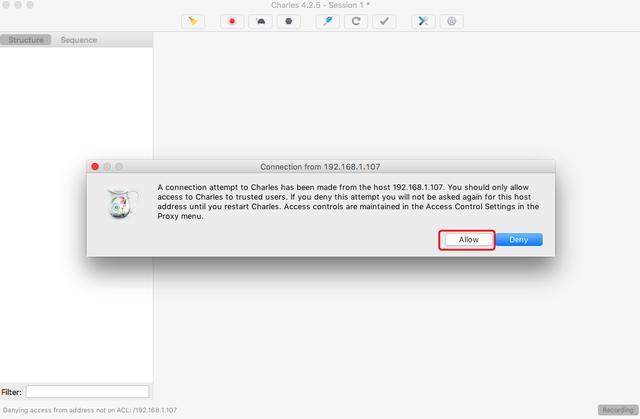 Charles 4.2.5 - Session 1 *
Structure Sequence
Connection from 192.168.1.107
A connection attempt to Charles has been made from the host 192.168.1.107. You should only allow
access to Charles to trusted users. If you deny this attempt you will not be asked again for this host
address until you restart Charles. Access controls are maintained in the Access Control Settings in the
Proxy menu.
Allow Deny
Filter:
Denying access from address not on ACL: /192.168.1.107 Recording